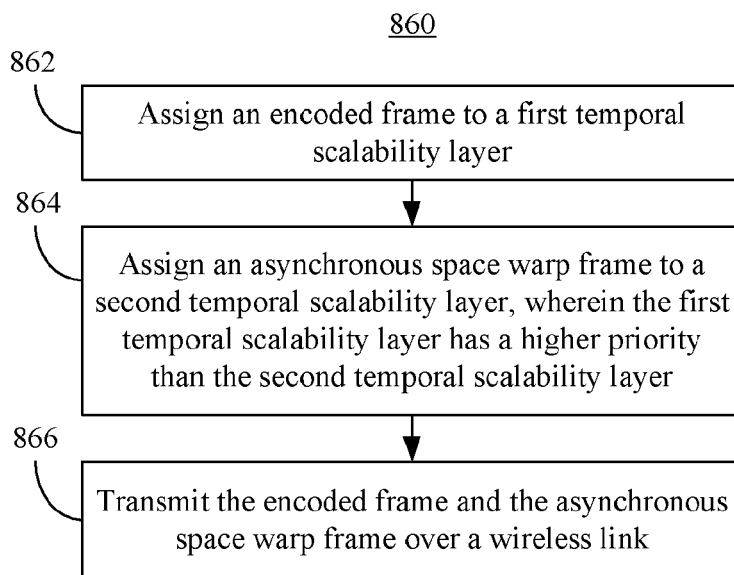 860
862
Assign an encoded frame to a first temporal
scalability layer
864
Assign an asynchronous space warp frame to a
second temporal scalability layer, wherein the first
temporal scalability layer has a higher priority
than the second temporal scalability layer
866
Transmit the encoded frame and the asynchronous
space warp frame over a wireless link